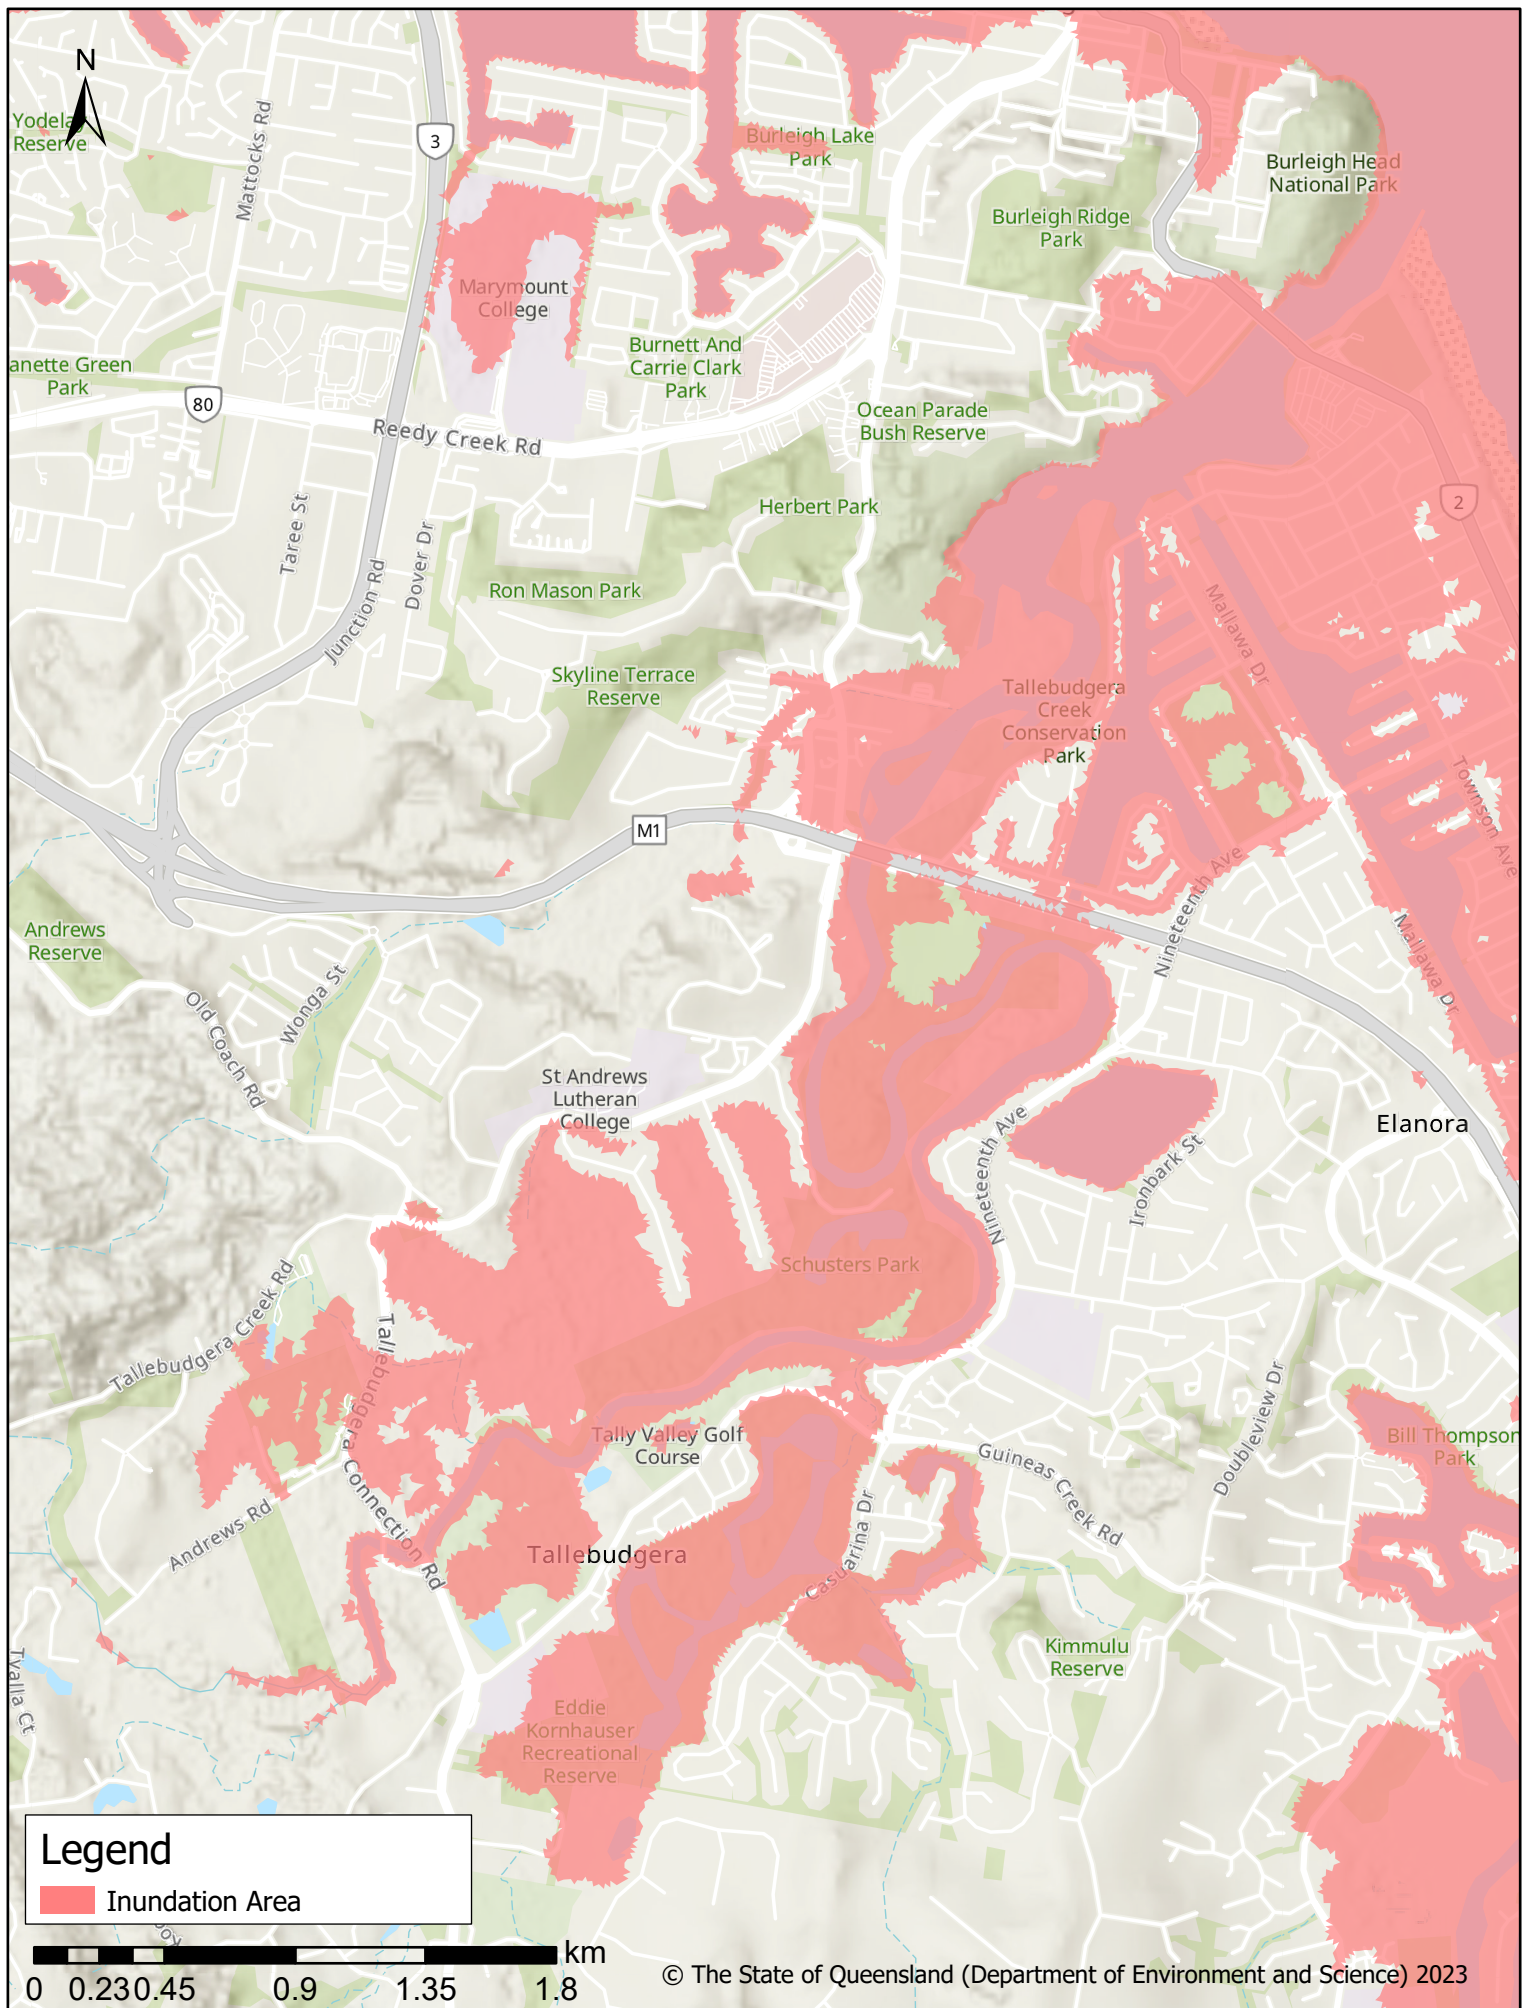 N
Yodela
Reserve
Mattocks Rd
3
Burleigh Lake
Park
Burleigh Head
National Park
Burleigh Ridge
Park
Marymount
College
Burnett And
Carrie Clark
Park
anette Green
Park
80
Reedy Creek Rd
Ocean Parade
Bush Reserve
2
Herbert Park
Taree St
Dover Dr
Junction Rd
Ron Mason Park
Mallawa Dr
Skyline Terrace
Reserve
Tallebudgera
Creek
Conservation
Park
Townson Ave
M1
Nineteenth Ave
Andrews
Reserve
Mallawa Dr
Wonga St
Old Coach Rd
St Andrews
Lutheran
College
Nineteenth Ave
Elanora
Ironbark St
Schusters Park
Tallebudgera Creek Rd
Tallebudgera Connection Rd
Doubleview Dr
Tally Valley Golf
Course
Guineas Creek Rd
Bill Thompson
Park
Andrews Rd
Tallebudgera
Casuarina Dr
Kimmulu
Reserve
Tyalla Ct
Eddie
Kornhauser
Recreational
Reserve
Legend
Inundation Area
km
0 0.23 0.45 0.9 1.35 1.8
© The State of Queensland (Department of Environment and Science) 2023